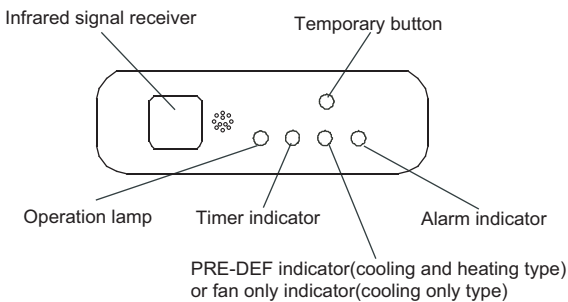 Infrared signal receiver
Temporary button
Operation lamp
Timer indicator
Alarm indicator
PRE-DEF indicator(cooling and heating type)
or fan only indicator(cooling only type)